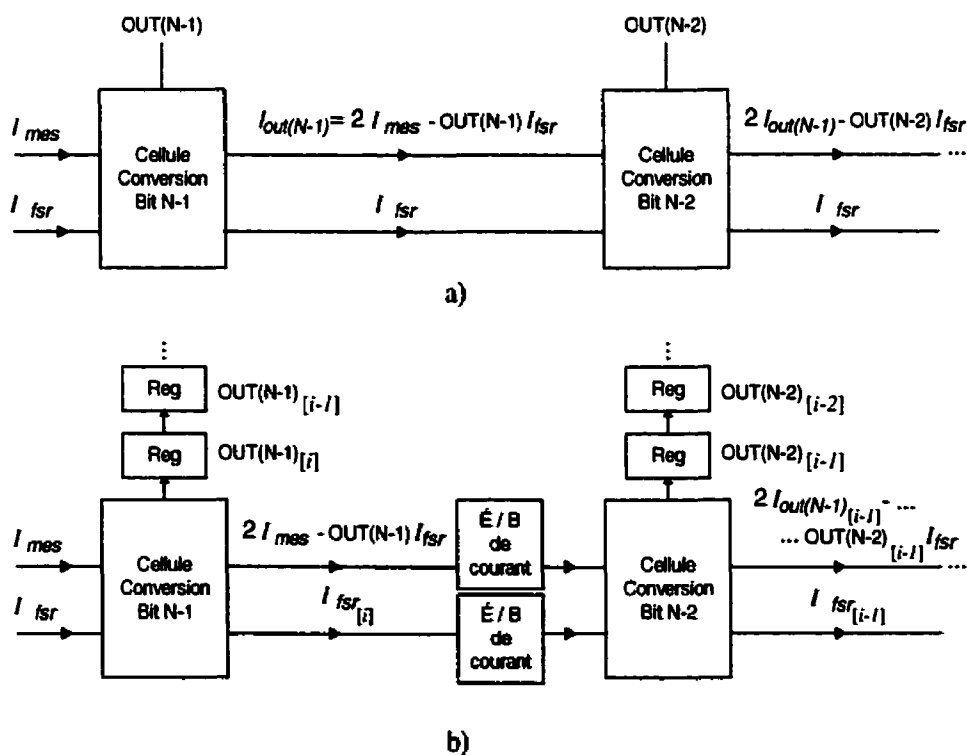 OUT(N-1)
OUT(N-2)
I mes
I out(N-1) = 2 I mes - OUT(N-1) I fsr
2 I out(N-1) - OUT(N-2) I fsr
...
Cellule
Conversion
Bit N-1
Cellule
Conversion
Bit N-2
I fsr
I fsr
I fsr
a)
...
...
Reg
OUT(N-1) [i-1]
Reg
OUT(N-2) [i-2]
Reg
OUT(N-1) [i]
Reg
OUT(N-2) [i-1]
I mes
2 I mes - OUT(N-1) I fsr
É / B
de
courant
2 I out(N-1) [i-1] - ...
... OUT(N-2) [i-1] I fsr
...
Cellule
Conversion
Bit N-1
Cellule
Conversion
Bit N-2
I fsr
I fsr [i]
É / B
de
courant
I fsr [i-1]
b)